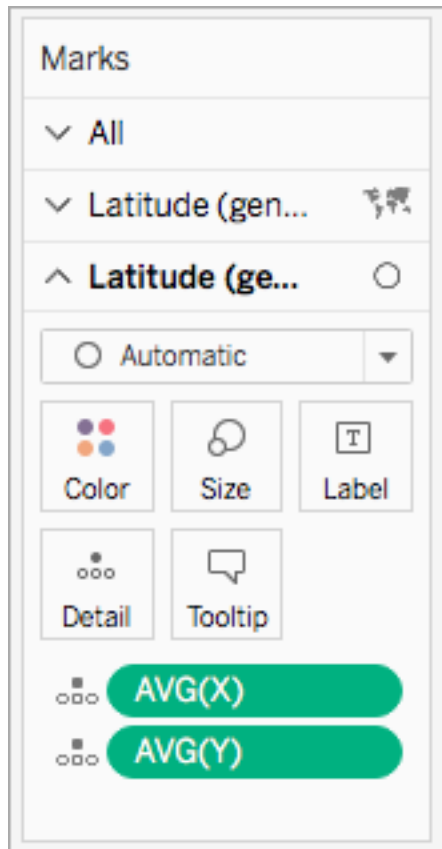 Marks
All
Latitude (gen...
Latitude (ge...
Automatic
Color Size T Label
Detail Tooltip
AVG(X)
AVG(Y)